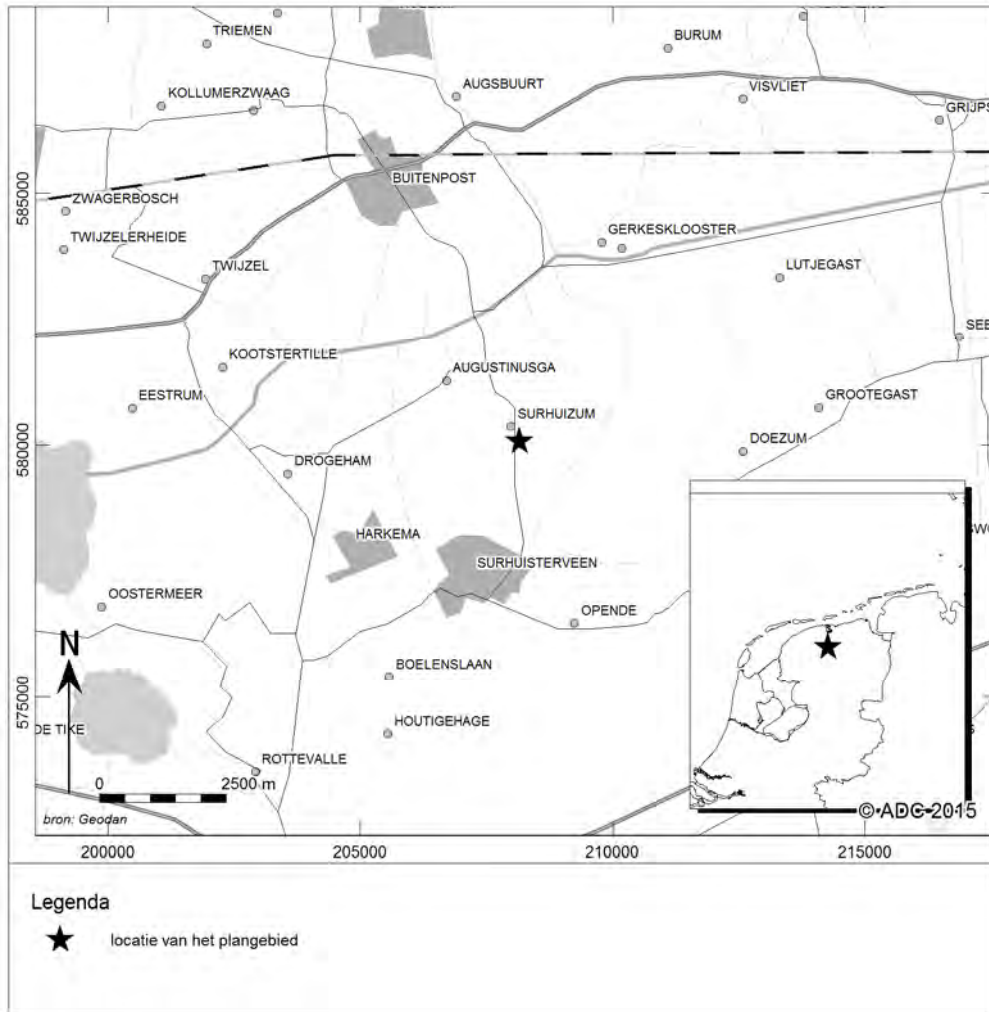 TRIEMEN
BURUM
AUGSBUURT
VISVLIET
KOLLUMERZWAAG
BUITENPOST
585000
ZWAGERBOSCH
TWIJZELERHEIDE
GERKESKLOOSTER
TWIJZEL
LUTJEGAST
KOOTSTERTILLE
AUGUSTINUSGA
EESTRUM
GROOTEGAST
SURHUIZUM
580000
DOEZUM
DROGEHAM
HARKEMA
SURHUISTERVEEN
OOSTERMEER
OPENDE
N
BOELENSLAAN
575000
DE TIKE
HOUTIGEHAGE
ROTTEVALLE
0 2500 m
bron: Geodan
© ADC 2015
200000 205000 210000 215000
Legenda
locatie van het plangebied